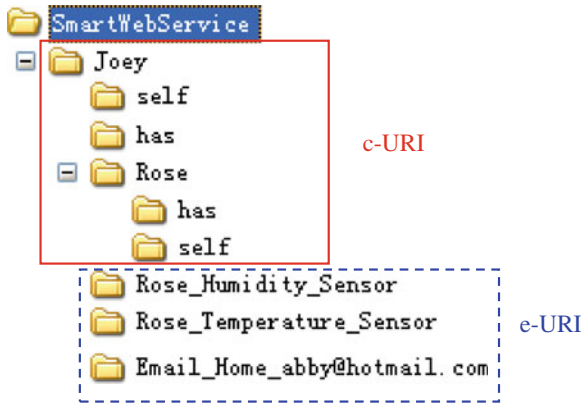 SmartWebService
Joey
self
has
c-URI
Rose
has
self
Rose_Humidity_Sensor
Rose_Temperature_Sensor
e-URI
Email_Home_abby@hotmail.com